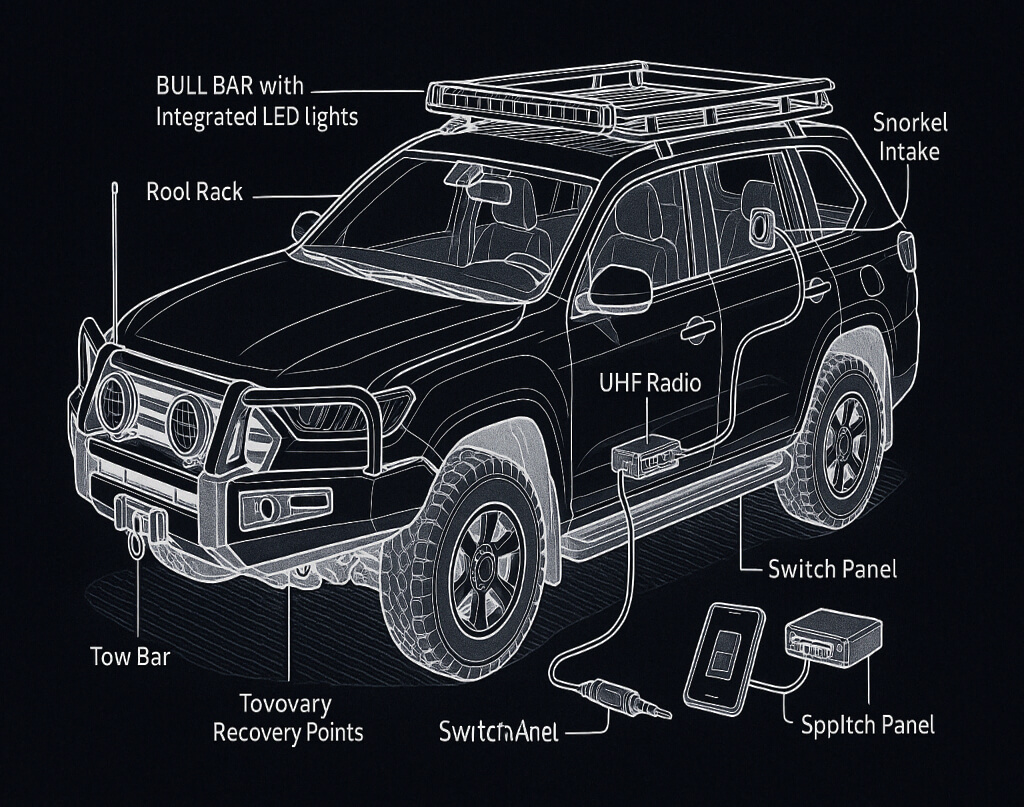 BULL BAR with
Integrated LED lights
Snorkel
Intake
Rool Rack
UHF Radio
Switch Panel
Tow Bar
Tovovary
Recovery Points
SwitchAnel
SppItch Panel